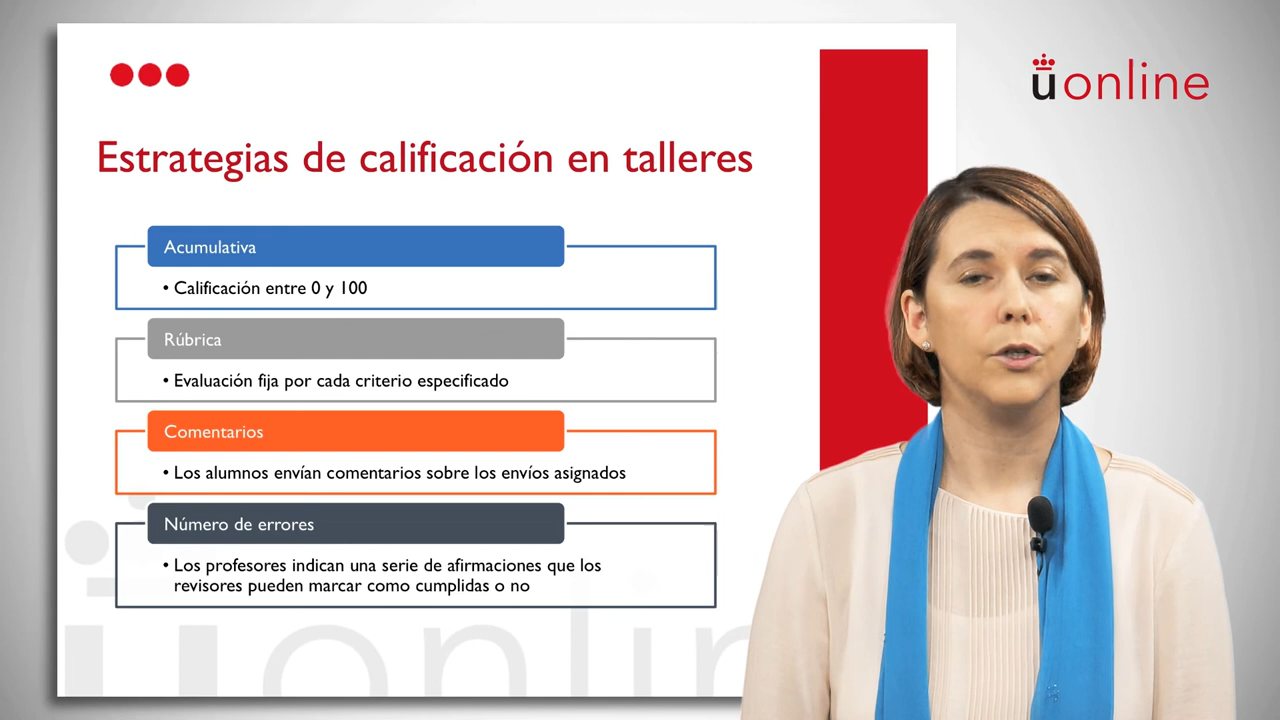 uonline
Estrategias de calificación en talleres
Acumulativa
• Calificación entre 0 y 100
Rúbrica
• Evaluación fija por cada criterio especificado
Comentarios
• Los alumnos envían comentarios sobre los envíos asignados
Número de errores
• Los profesores indican una serie de afirmaciones que los
revisores pueden marcar como cumplidas o no
uonline